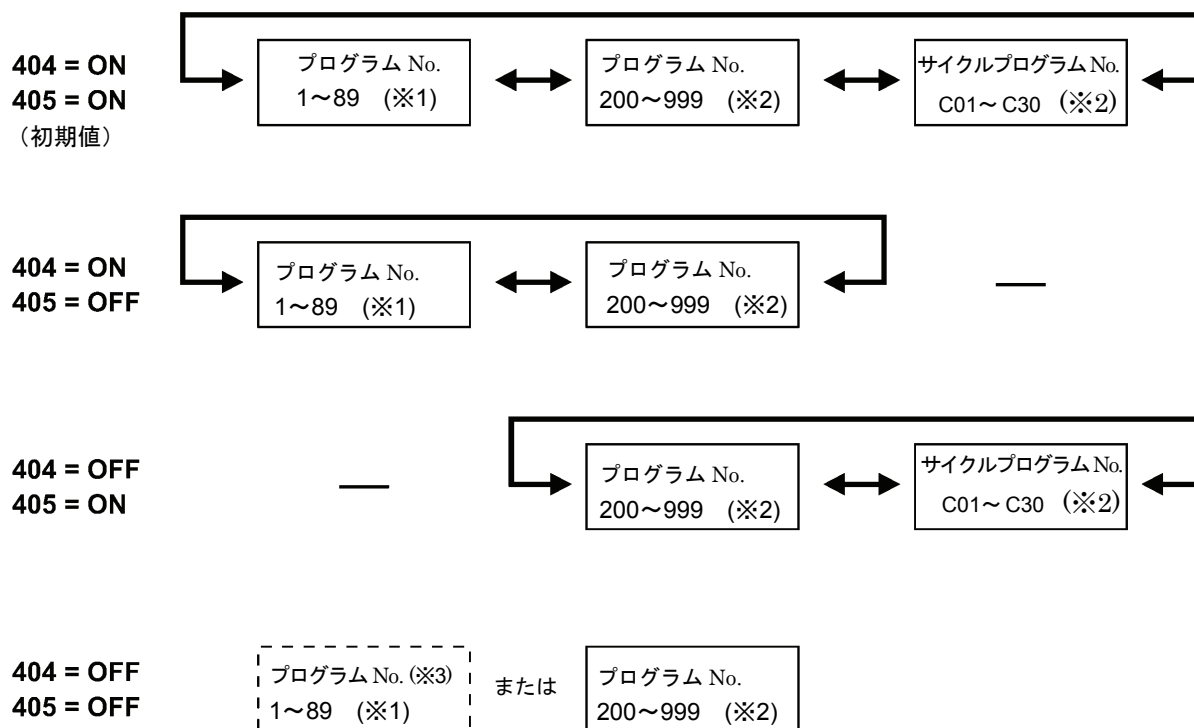 404 = ON
405 = ON
（初期値）
プログラム No.
1～89 (※1)
プログラム No.
200～999 (※2)
サイクルプログラム No.
C01～C30 (※2)
404 = ON
405 = OFF
プログラム No.
1～89 (※1)
プログラム No.
200～999 (※2)
404 = OFF
405 = ON
プログラム No.
200～999 (※2)
サイクルプログラム No.
C01～C30 (※2)
404 = OFF
405 = OFF
プログラム No. (※3)
1～89 (※1)
または
プログラム No.
200～999 (※2)